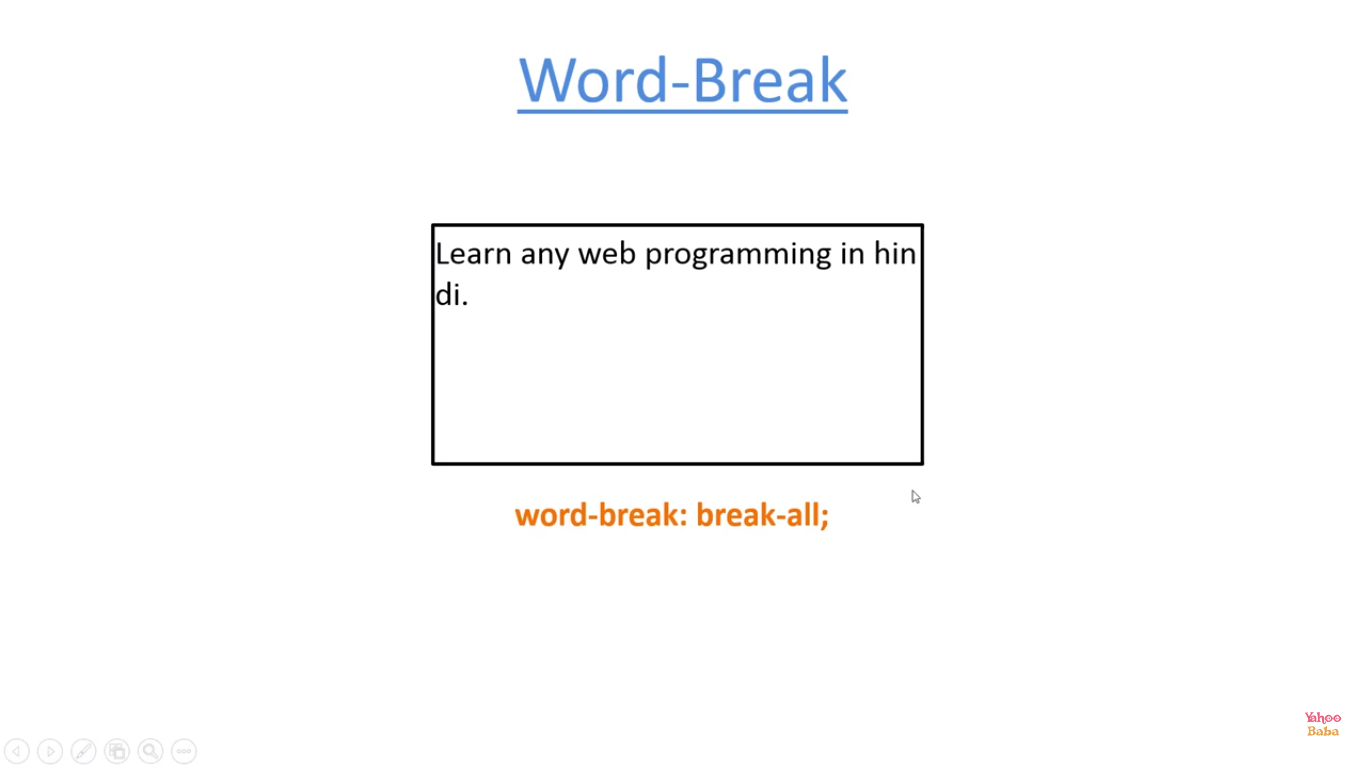 Word-Break
Learn any web programming in hin
di.
word-break: break-all;
Yahoo
Baba